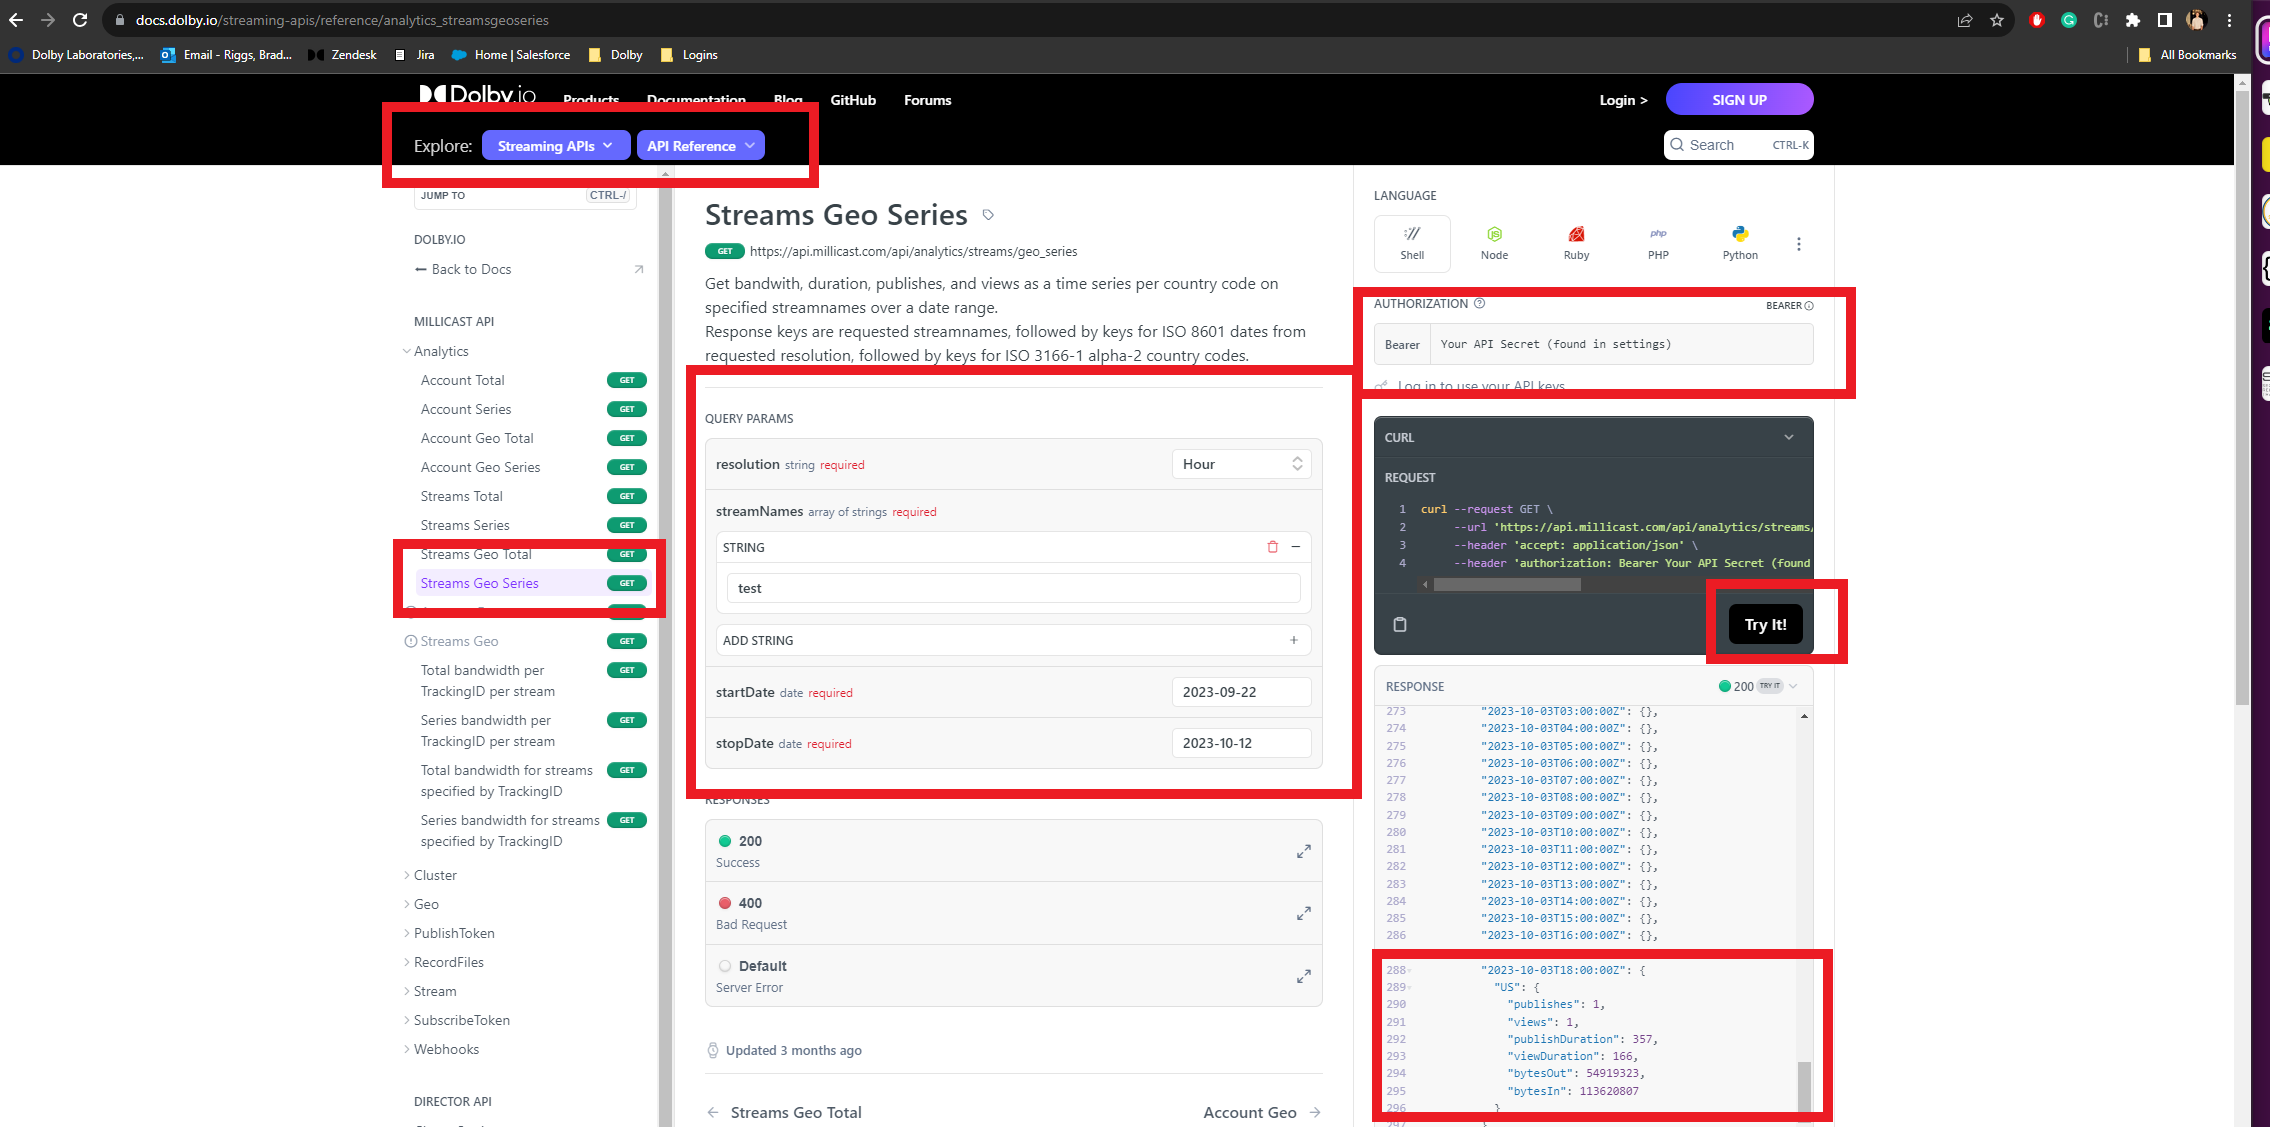 docs.dolby.io/streaming-apis/reference/analytics_streamsgeoseries
Dolby Laboratories,...
Email - Riggs, Brad...
Zendesk
Jira
Home | Salesforce
Dolby
Logins
All Bookmarks
Dolby.io
Products
Documentation
Blog
GitHub
Forums
Login >
SIGN UP
Explore:
Streaming APIs
API Reference
Search
CTRL-K
JUMP TO
CTRL-/
DOLBY.IO
Back to Docs
MILLICAST API
Analytics
Account Total GET
Account Series GET
Account Geo Total GET
Account Geo Series GET
Streams Total GET
Streams Series GET
Streams Geo Total GET
Streams Geo Series GET
Streams Geo GET
Total bandwidth per GET
TrackingID per stream
Series bandwidth per GET
TrackingID per stream
Total bandwidth for streams GET
specified by TrackingID
Series bandwidth for streams GET
specified by TrackingID
Cluster
Geo
PublishToken
RecordFiles
Stream
SubscribeToken
Webhooks
DIRECTOR API
Streams Geo Series
GET https://api.millicast.com/api/analytics/streams/geo_series
Get bandwith, duration, publishes, and views as a time series per country code on
specified streamnames over a date range.
Response keys are requested streamnames, followed by keys for ISO 8601 dates from
requested resolution, followed by keys for ISO 3166-1 alpha-2 country codes.
QUERY PARAMS
resolution string required
Hour
streamNames array of strings required
STRING
test
ADD STRING
startDate date required
2023-09-22
stopDate date required
2023-10-12
RESPONSES
200
Success
400
Bad Request
Default
Server Error
Updated 3 months ago
Streams Geo Total
Account Geo
LANGUAGE
Shell
Node
Ruby
php
PHP
Python
AUTHORIZATION
BEARER
Bearer
Your API Secret (found in settings)
Log in to use your API keys
CURL
REQUEST
1 curl --request GET \
2 --url 'https://api.millicast.com/api/analytics/streams/
3 --header 'accept: application/json' \
4 --header 'authorization: Bearer Your API Secret (found
Try It!
RESPONSE
200 TRY IT
273 "2023-10-03T03:00:00Z": {},
274 "2023-10-03T04:00:00Z": {},
275 "2023-10-03T05:00:00Z": {},
276 "2023-10-03T06:00:00Z": {},
277 "2023-10-03T07:00:00Z": {},
278 "2023-10-03T08:00:00Z": {},
279 "2023-10-03T09:00:00Z": {},
280 "2023-10-03T10:00:00Z": {},
281 "2023-10-03T11:00:00Z": {},
282 "2023-10-03T12:00:00Z": {},
283 "2023-10-03T13:00:00Z": {},
284 "2023-10-03T14:00:00Z": {},
285 "2023-10-03T15:00:00Z": {},
286 "2023-10-03T16:00:00Z": {},
288 "2023-10-03T18:00:00Z": {
289 "US": {
290 "publishes": 1,
291 "views": 1,
292 "publishDuration": 357,
293 "viewDuration": 166,
294 "bytesOut": 54919323,
295 "bytesIn": 113620807
296 }
297 }